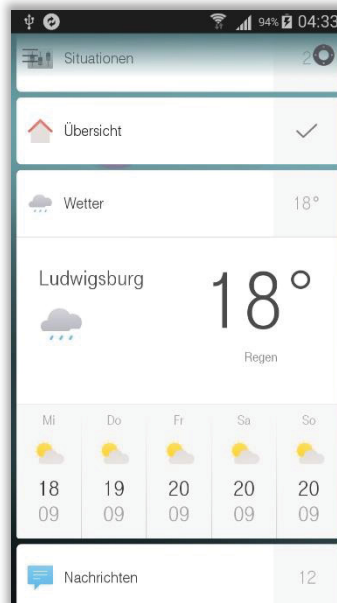 94% 04:33
Situationen 2
Übersicht
Wetter 18°
Ludwigsburg 18°
Regen
Mi Do Fr Sa So
18 19 20 20 20
09 09 09 09 09
Nachrichten 12